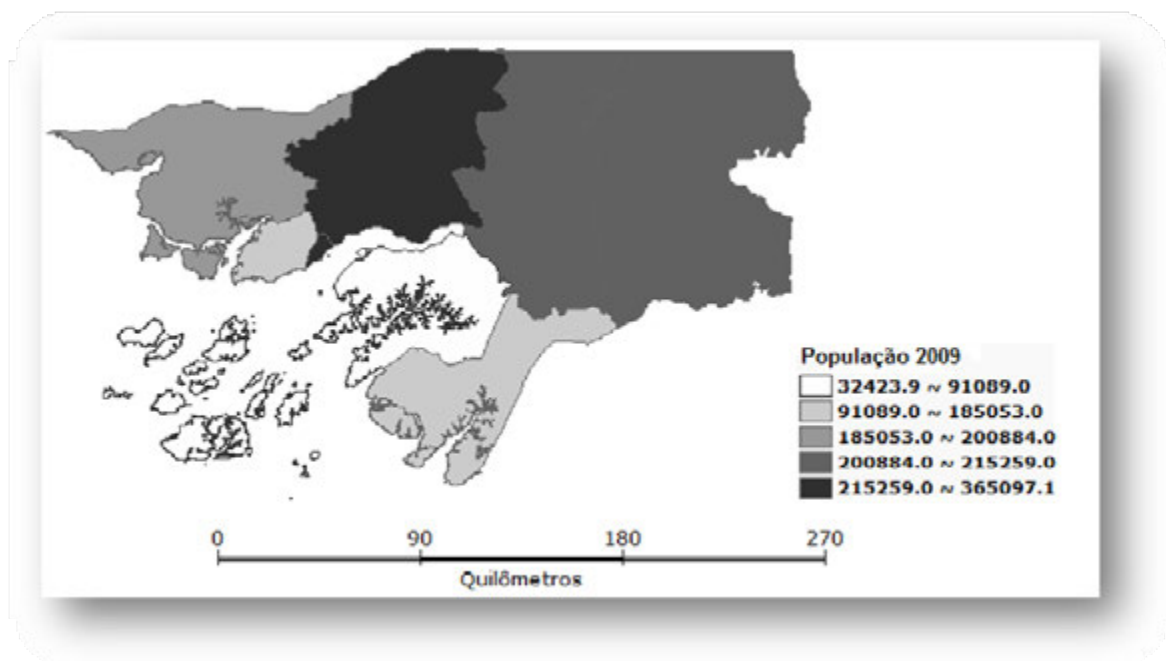 População 2009
32423.9 ~ 91089.0
91089.0 ~ 185053.0
185053.0 ~ 200884.0
200884.0 ~ 215259.0
215259.0 ~ 365097.1
0 90 180 270
Quilômetros